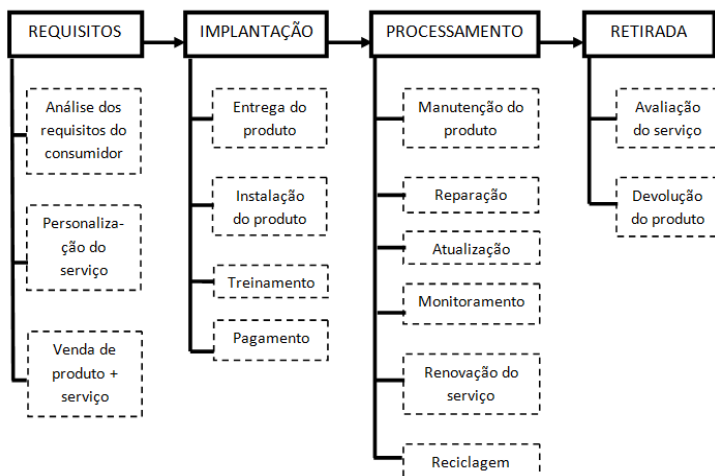 REQUISITOS
IMPLANTAÇÃO
PROCESSAMENTO
RETIRADA
Análise dos
requisitos do
consumidor
Personaliza-
ção do
serviço
Venda de
produto +
serviço
Entrega do
produto
Instalação
do produto
Treinamento
Pagamento
Manutenção do
produto
Reparação
Atualização
Monitoramento
Renovação do
serviço
Reciclagem
Avaliação
do serviço
Devolução
do produto